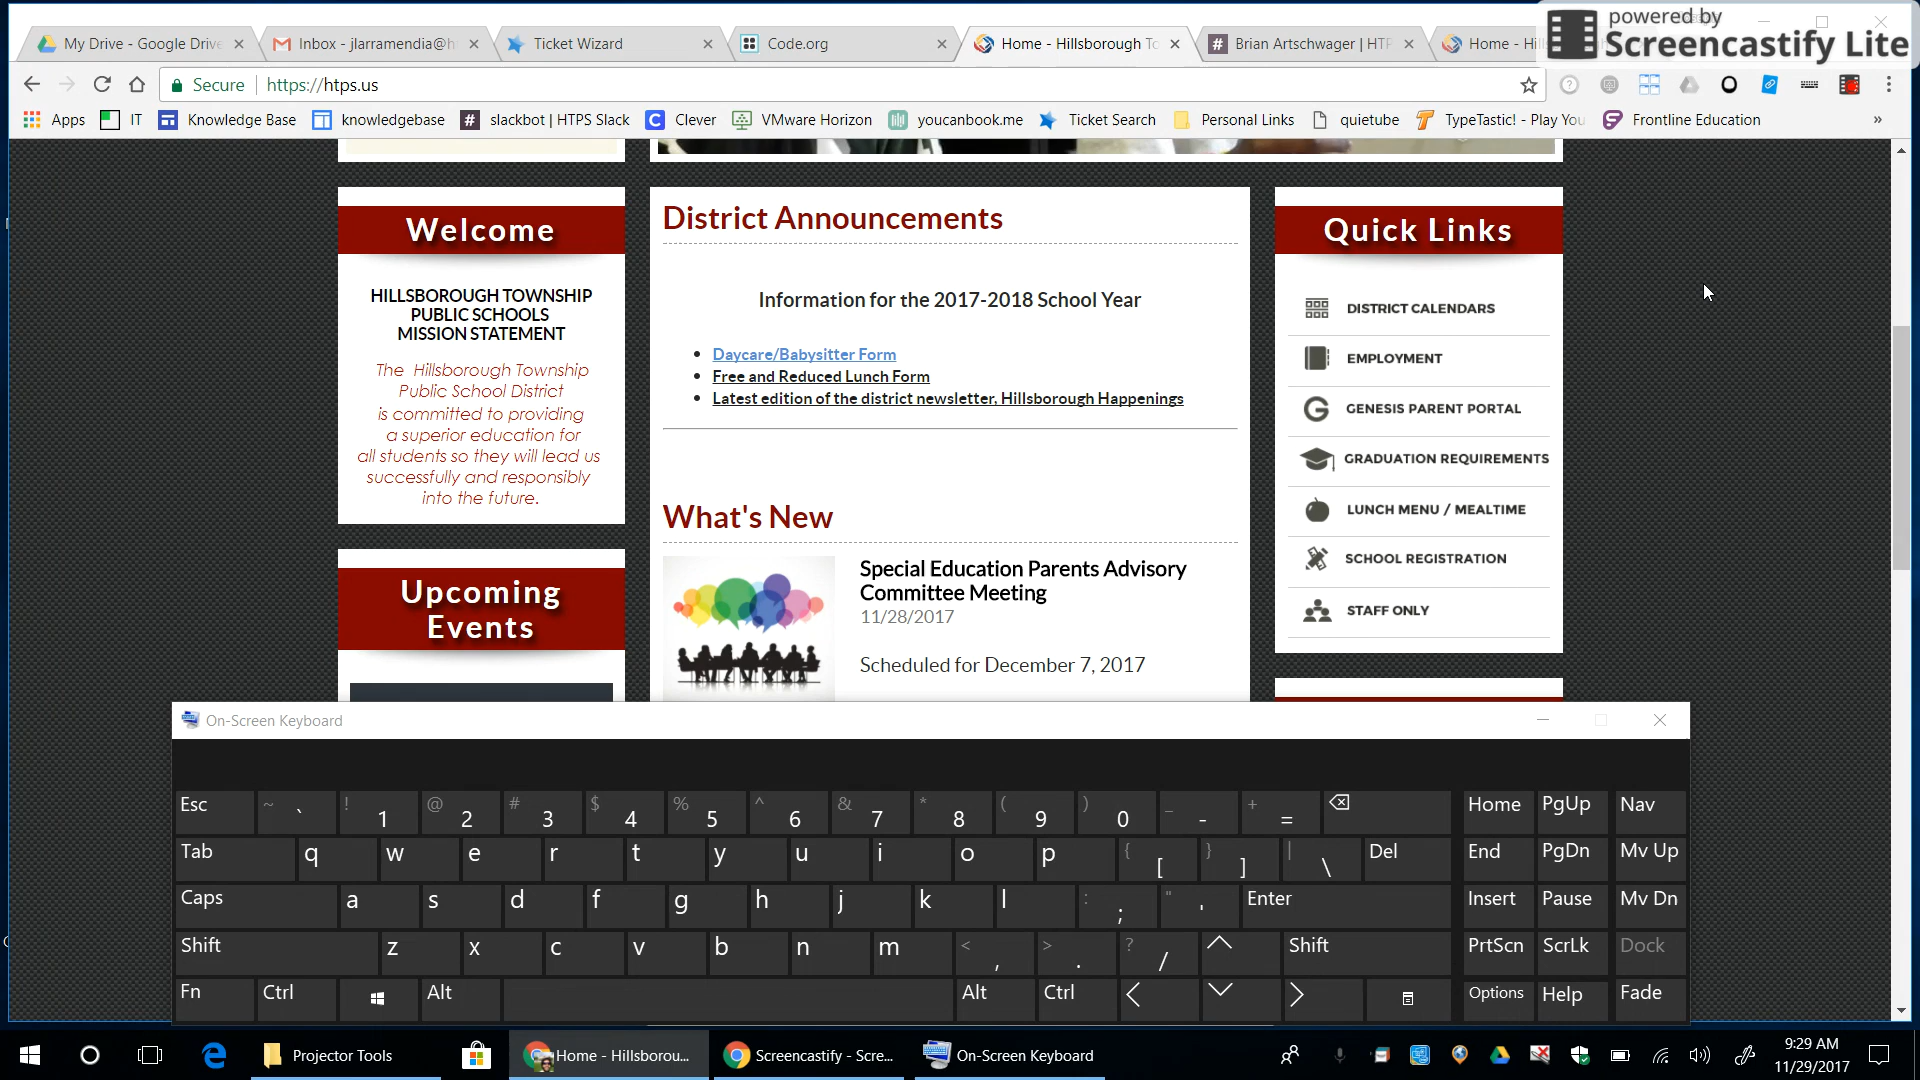 powered by
Screencastify Lite
My Drive - Google Drive
Inbox - jlarramendia@h
Ticket Wizard
Code.org
Home - Hillsborough To
Brian Artschwager | HTP
Home - Hil
Secure
https://htps.us
Apps
IT
Knowledge Base
knowledgebase
slackbot | HTPS Slack
Clever
VMware Horizon
youcanbook.me
Ticket Search
Personal Links
quietube
TypeTastic! - Play You
Frontline Education
»
Welcome
HILLSBOROUGH TOWNSHIP
PUBLIC SCHOOLS
MISSION STATEMENT
The Hillsborough Township
Public School District
is committed to providing
a superior education for
all students so they will lead us
successfully and responsibly
into the future.
Upcoming
Events
District Announcements
Information for the 2017-2018 School Year
• Daycare/Babysitter Form
• Free and Reduced Lunch Form
• Latest edition of the district newsletter, Hillsborough Happenings
What's New
Special Education Parents Advisory
Committee Meeting
11/28/2017
Scheduled for December 7, 2017
Quick Links
DISTRICT CALENDARS
EMPLOYMENT
GENESIS PARENT PORTAL
GRADUATION REQUIREMENTS
LUNCH MENU / MEALTIME
SCHOOL REGISTRATION
STAFF ONLY
On-Screen Keyboard
Esc ~ ` ! 1 @ 2 # 3 $ 4 % 5 ^ 6 & 7 * 8 ( 9 ) 0 _ - + = Home PgUp Nav
Tab q w e r t y u i o p { [ } ] | \ Del End PgDn Mv Up
Caps a s d f g h j k l : ; " ' Enter Insert Pause Mv Dn
Shift z x c v b n m < , > . ? / Shift PrtScn ScrLk Dock
Fn Ctrl Alt Alt Ctrl Options Help Fade
Projector Tools
Home - Hillsborou...
Screencastify - Scre...
On-Screen Keyboard
9:29 AM
11/29/2017